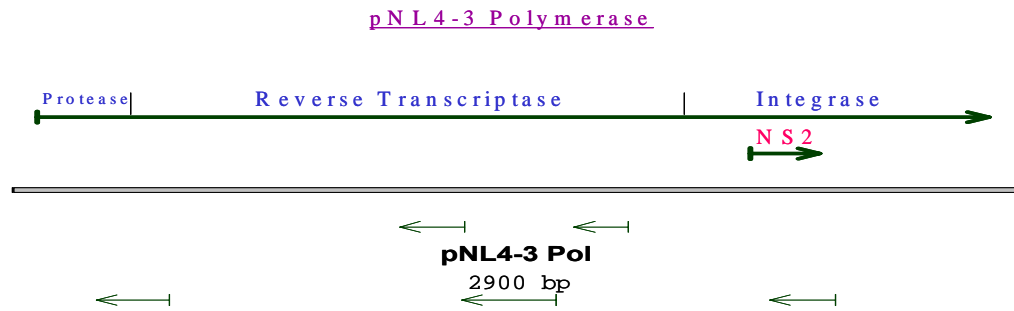 pNL4-3 Polymerase
Protease Reverse Transcriptase Integrase
NS2
pNL4-3 Pol
2900 bp